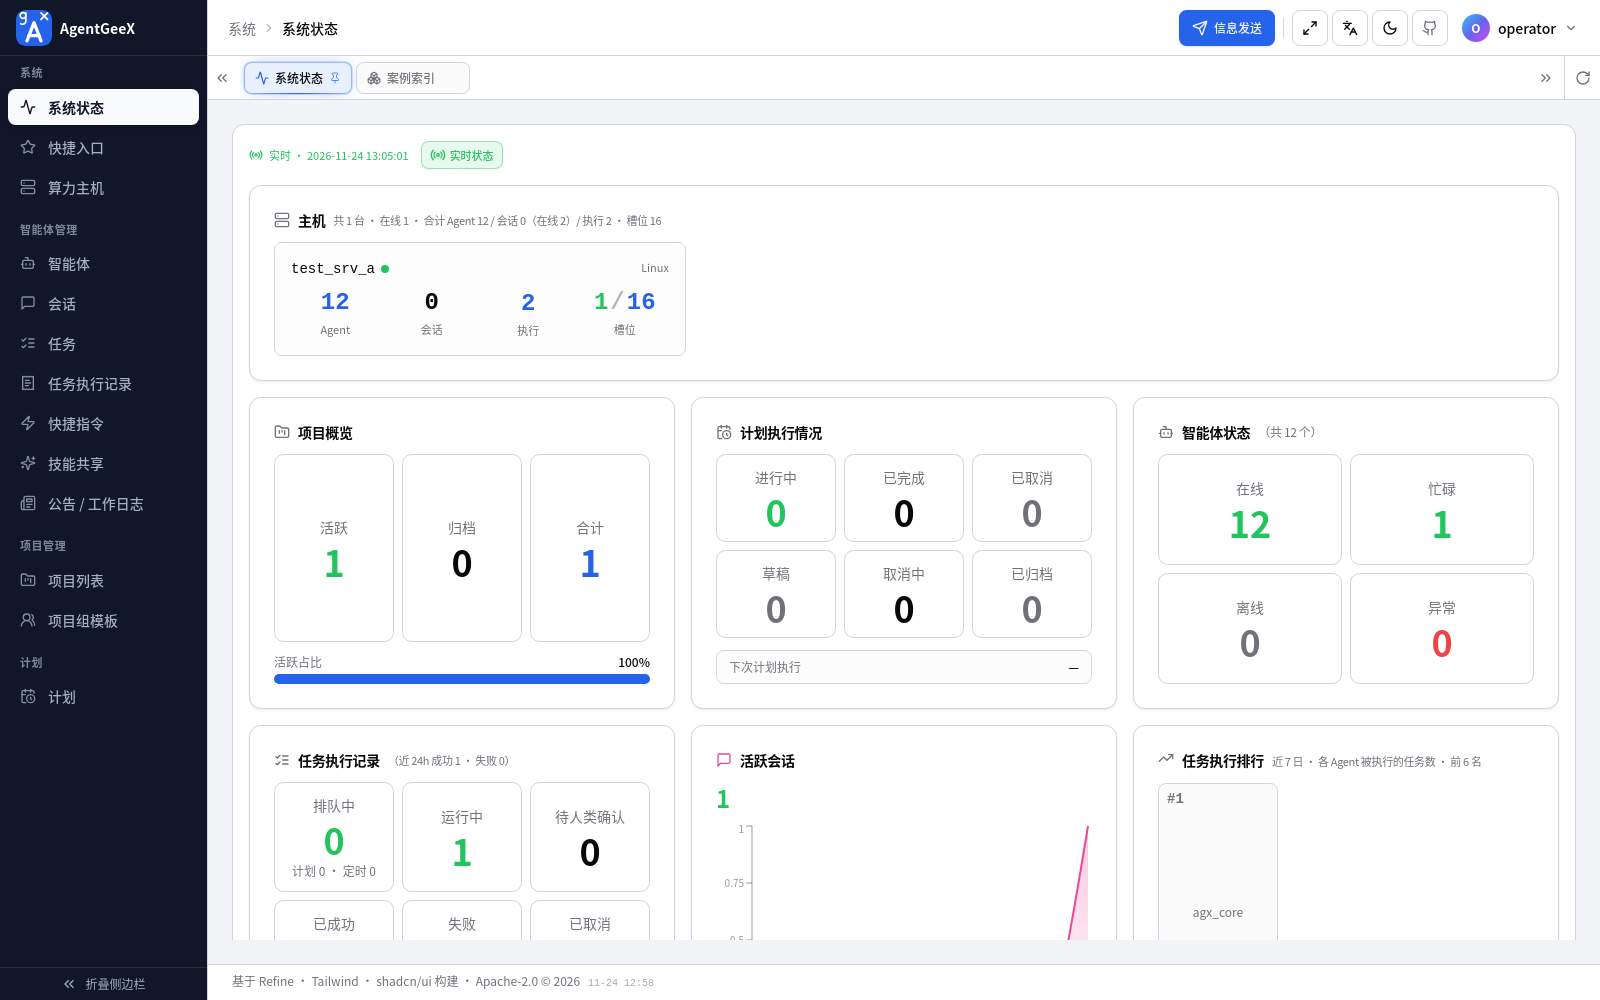 AgentGeeX
系统
系统状态
快捷入口
算力主机
智能体管理
智能体
会话
任务
任务执行记录
快捷指令
技能共享
公告 / 工作日志
项目管理
项目列表
项目组模板
计划
计划
折叠侧边栏
系统 系统状态
信息发送
operator
系统状态
案例索引
实时 • 2026-11-24 13:05:01
实时状态
主机 共 1 台 • 在线 1 • 合计 Agent 12 / 会话 0（在线 2）/ 执行 2 • 槽位 16
test_srv_a Linux
12 0 2 1/16
Agent 会话 执行 槽位
项目概览
活跃 归档 合计
1 0 1
活跃占比 100%
计划执行情况
进行中 已完成 已取消
0 0 0
草稿 取消中 已归档
0 0 0
下次计划执行 —
智能体状态 （共 12 个）
在线 忙碌
12 1
离线 异常
0 0
任务执行记录 （近 24h 成功 1 • 失败 0）
排队中 运行中 待人类确认
0 1 0
计划 0 • 定时 0
已成功 失败 已取消
活跃会话
1
1
0.75
0.5
任务执行排行 近 7 日 • 各 Agent 被执行的任务数 • 前 6 名
#1
agx_core
基于 Refine • Tailwind • shadcn/ui 构建 • Apache-2.0 © 2026 11-24 12:58